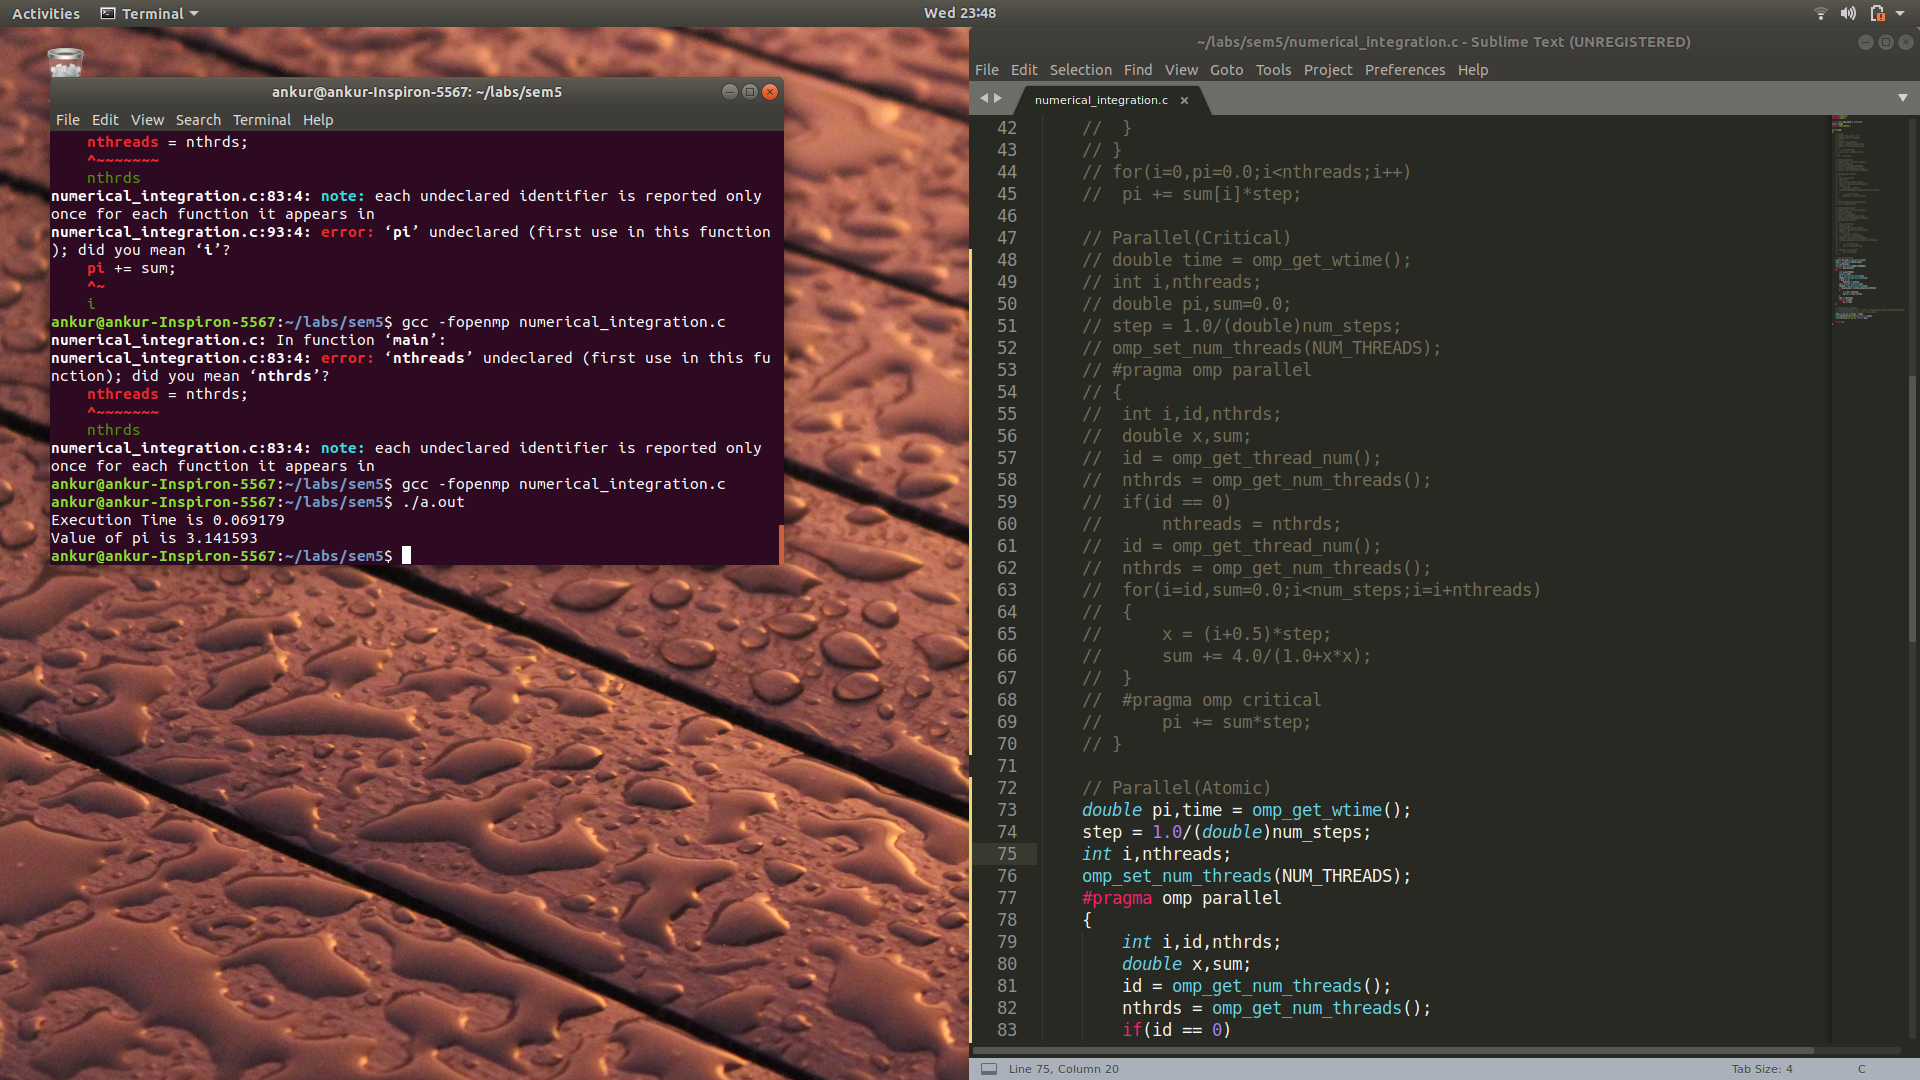 Activities
Terminal
Wed 23:48
ankur@ankur-Inspiron-5567: ~/labs/sem5
File Edit View Search Terminal Help
nthreads = nthrds;
^~~~~~~~
nthrds
numerical_integration.c:83:4: note: each undeclared identifier is reported only
once for each function it appears in
numerical_integration.c:93:4: error: ‘pi’ undeclared (first use in this function
); did you mean ‘i’?
pi += sum;
^~
i
ankur@ankur-Inspiron-5567:~/labs/sem5$ gcc -fopenmp numerical_integration.c
numerical_integration.c: In function ‘main’:
numerical_integration.c:83:4: error: ‘nthreads’ undeclared (first use in this fu
nction); did you mean ‘nthrds’?
nthreads = nthrds;
^~~~~~~~
nthrds
numerical_integration.c:83:4: note: each undeclared identifier is reported only
once for each function it appears in
ankur@ankur-Inspiron-5567:~/labs/sem5$ gcc -fopenmp numerical_integration.c
ankur@ankur-Inspiron-5567:~/labs/sem5$ ./a.out
Execution Time is 0.069179
Value of pi is 3.141593
ankur@ankur-Inspiron-5567:~/labs/sem5$
~/labs/sem5/numerical_integration.c - Sublime Text (UNREGISTERED)
File Edit Selection Find View Goto Tools Project Preferences Help
numerical_integration.c
42 // }
43 // }
44 // for(i=0,pi=0.0;i<nthreads;i++)
45 // pi += sum[i]*step;
46
47 // Parallel(Critical)
48 // double time = omp_get_wtime();
49 // int i,nthreads;
50 // double pi,sum=0.0;
51 // step = 1.0/(double)num_steps;
52 // omp_set_num_threads(NUM_THREADS);
53 // #pragma omp parallel
54 // {
55 // int i,id,nthrds;
56 // double x,sum;
57 // id = omp_get_thread_num();
58 // nthrds = omp_get_num_threads();
59 // if(id == 0)
60 // nthreads = nthrds;
61 // id = omp_get_thread_num();
62 // nthrds = omp_get_num_threads();
63 // for(i=id,sum=0.0;i<num_steps;i=i+nthreads)
64 // {
65 // x = (i+0.5)*step;
66 // sum += 4.0/(1.0+x*x);
67 // }
68 // #pragma omp critical
69 // pi += sum*step;
70 // }
71
72 // Parallel(Atomic)
73 double pi,time = omp_get_wtime();
74 step = 1.0/(double)num_steps;
75 int i,nthreads;
76 omp_set_num_threads(NUM_THREADS);
77 #pragma omp parallel
78 {
79 int i,id,nthrds;
80 double x,sum;
81 id = omp_get_num_threads();
82 nthrds = omp_get_num_threads();
83 if(id == 0)
Line 75, Column 20
Tab Size: 4
C